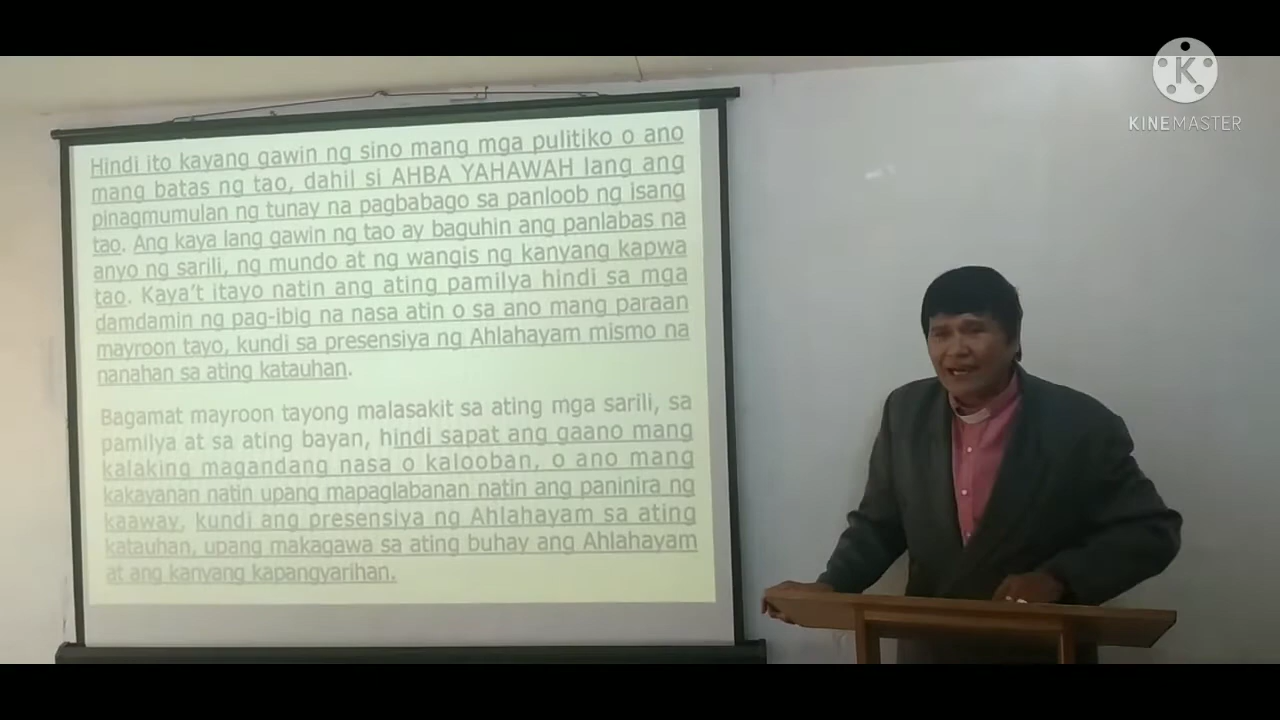 Hindi ito kayang gawin ng sino mang mga pulitiko o ano
mang batas ng tao, dahil si AHBA YAHAWAH lang ang
pinagmumulan ng tunay na pagbabago sa panloob ng isang
tao. Ang kaya lang gawin ng tao ay baguhin ang panlabas na
anyo ng sarili, ng mundo at ng wangis ng kanyang kapwa
tao. Kaya't itayo natin ang ating pamilya hindi sa mga
damdamin ng pag-ibig na nasa atin o sa ano mang paraan
mayroon tayo, kundi sa presensiya ng Ahlahayam mismo na
nanahan sa ating katauhan.
Bagamat mayroon tayong malasakit sa ating mga sarili, sa
pamilya at sa ating bayan, hindi sapat ang gaano mang
kalaking magandang nasa o kalooban, o ano mang
kakayanan natin upang mapaglabanan natin ang paninira ng
kaaway, kundi ang presensiya ng Ahlahayam sa ating
katauhan, upang makagawa sa ating buhay ang Ahlahayam
at ang kanyang kapangyarihan.
K
KINEMASTER